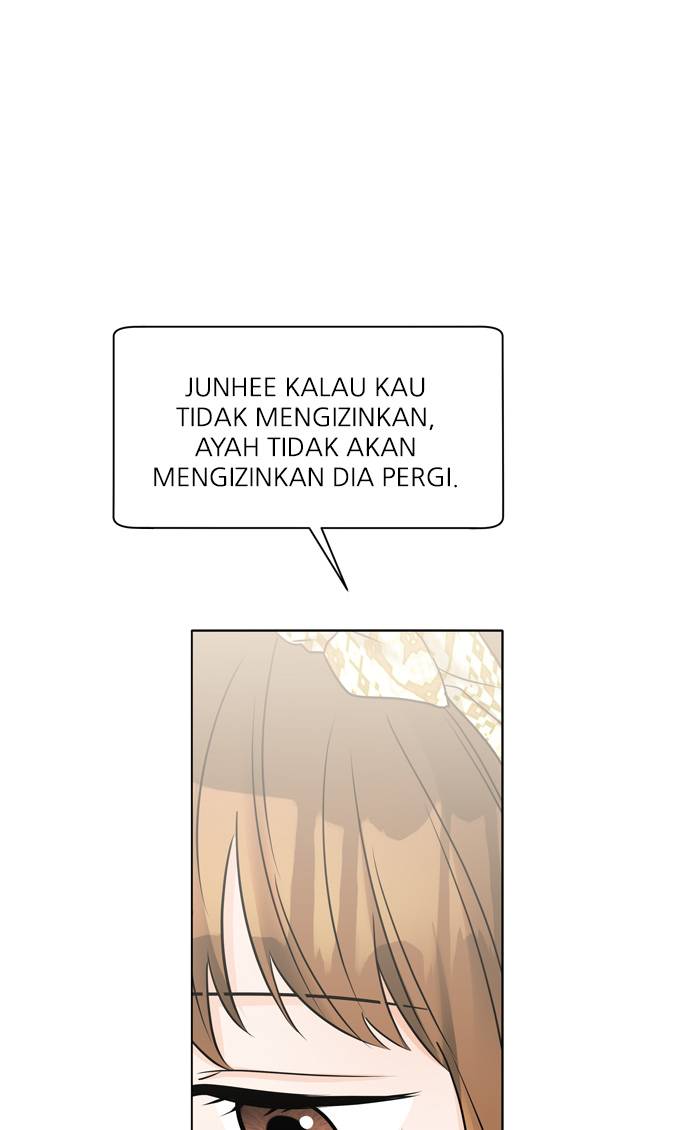 JUNHEE KALAU KAU
TIDAK MENGIZINKAN,
AYAH TIDAK AKAN
MENGIZINKAN DIA PERGI.